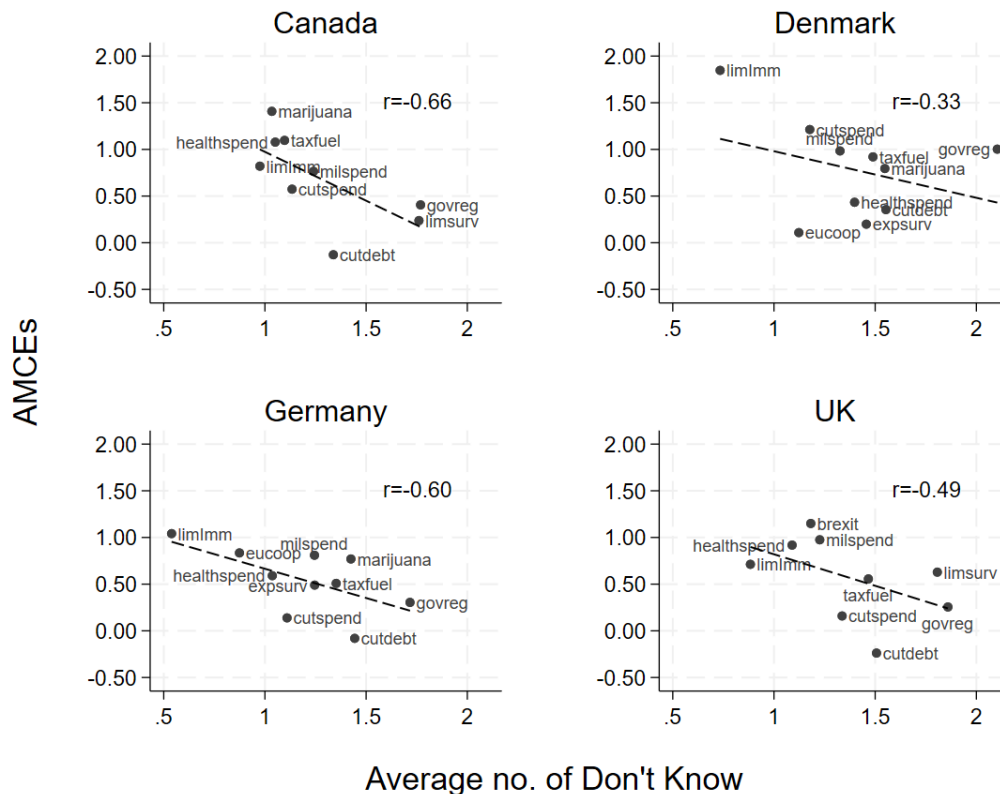 Canada
2.00
1.50
1.00
0.50
0.00
-0.50
r=-0.66
marijuana
healthspend
taxfuel
limImm
milspend
cutspend
govreg
limsurv
cutdebt
.5 1 1.5 2
Denmark
2.00
1.50
1.00
0.50
0.00
-0.50
limImm
r=-0.33
cutspend
milspend
govreg
taxfuel
marijuana
healthspend
cutdebt
expsurv
eucoop
.5 1 1.5 2
AMCEs
Germany
2.00
1.50
1.00
0.50
0.00
-0.50
r=-0.60
limImm
milspend
eucoop
marijuana
healthspend
expsurv
taxfuel
govreg
cutspend
cutdebt
.5 1 1.5 2
UK
2.00
1.50
1.00
0.50
0.00
-0.50
r=-0.49
brexit
milspend
healthspend
limImm
limsurv
taxfuel
cutspend
govreg
cutdebt
.5 1 1.5 2
Average no. of Don't Know